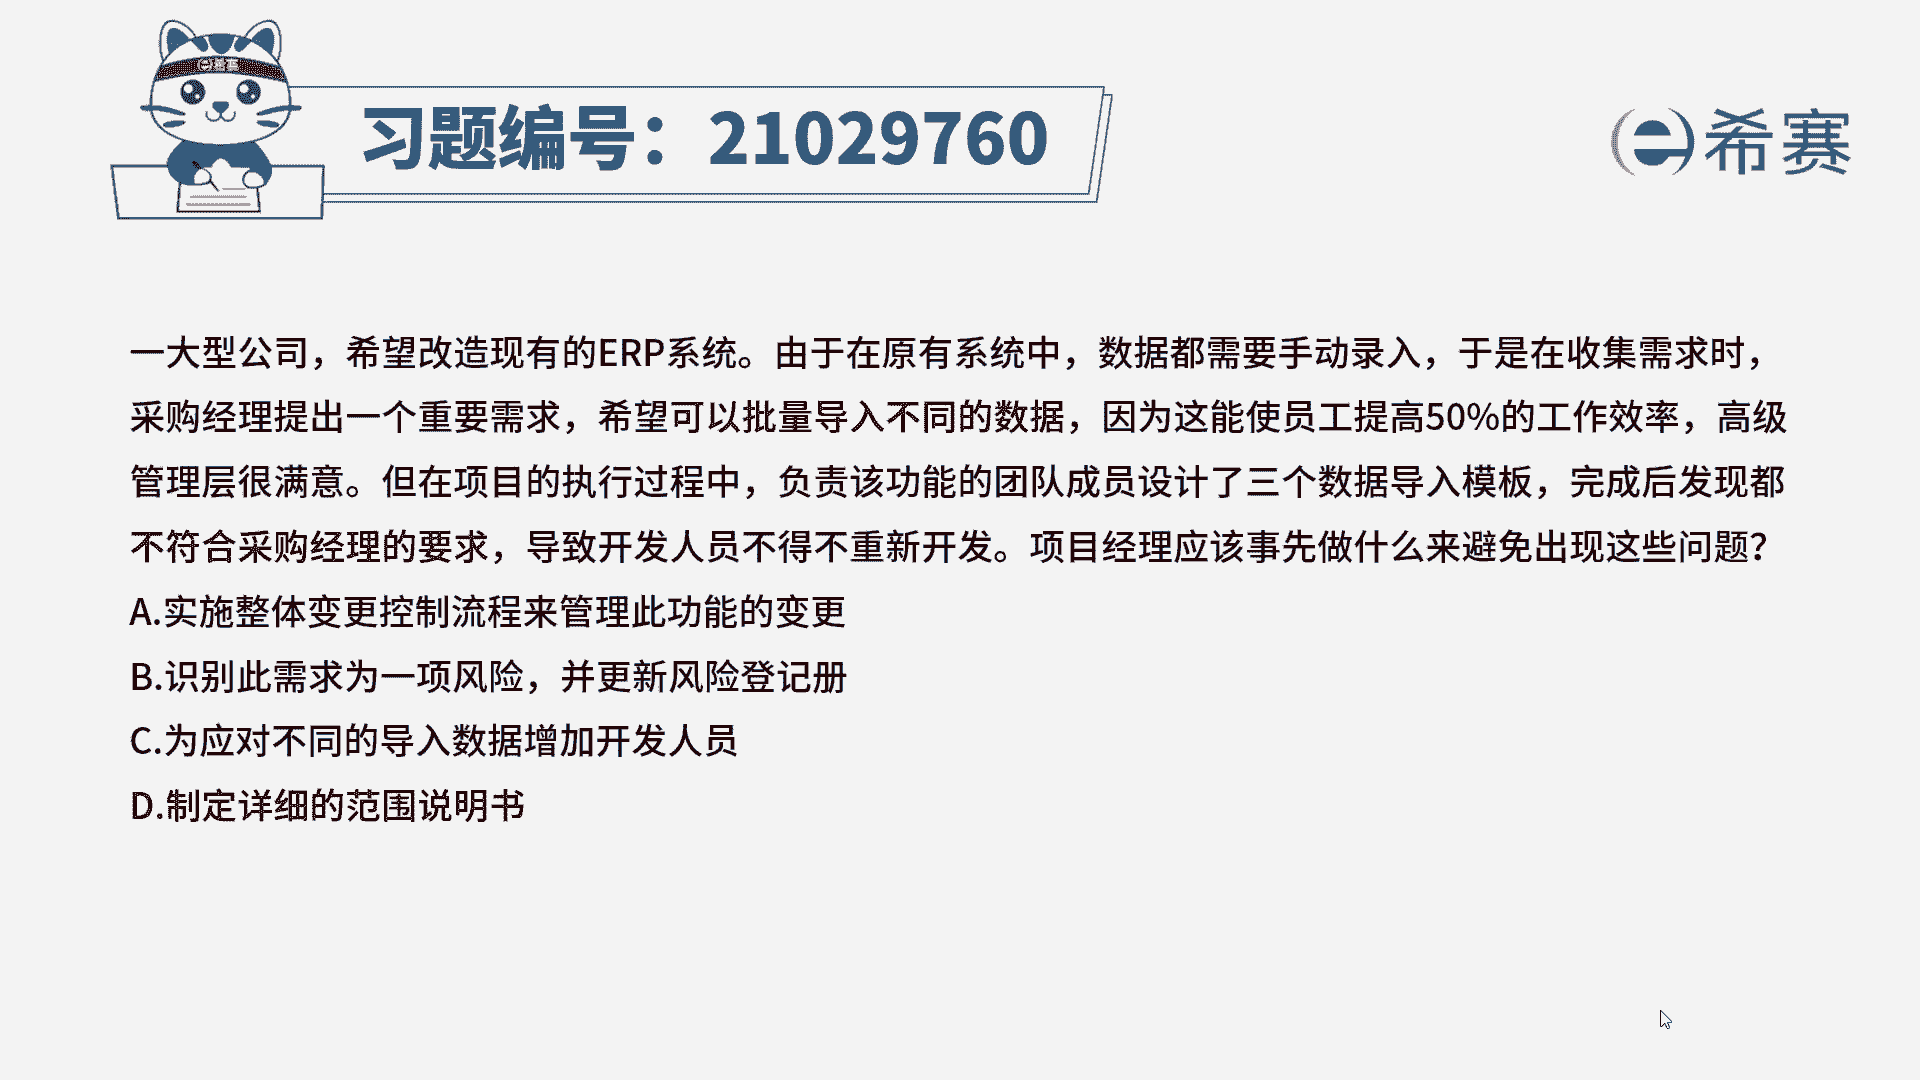 希赛
习题编号：21029760
希赛
一大型公司，希望改造现有的ERP系统。由于在原有系统中，数据都需要手动录入，于是在收集需求时，
采购经理提出一个重要需求，希望可以批量导入不同的数据，因为这能使员工提高50%的工作效率，高级
管理层很满意。但在项目的执行过程中，负责该功能的团队成员设计了三个数据导入模板，完成后发现都
不符合采购经理的要求，导致开发人员不得不重新开发。项目经理应该事先做什么来避免出现这些问题？
A.实施整体变更控制流程来管理此功能的变更
B.识别此需求为一项风险，并更新风险登记册
C.为应对不同的导入数据增加开发人员
D.制定详细的范围说明书